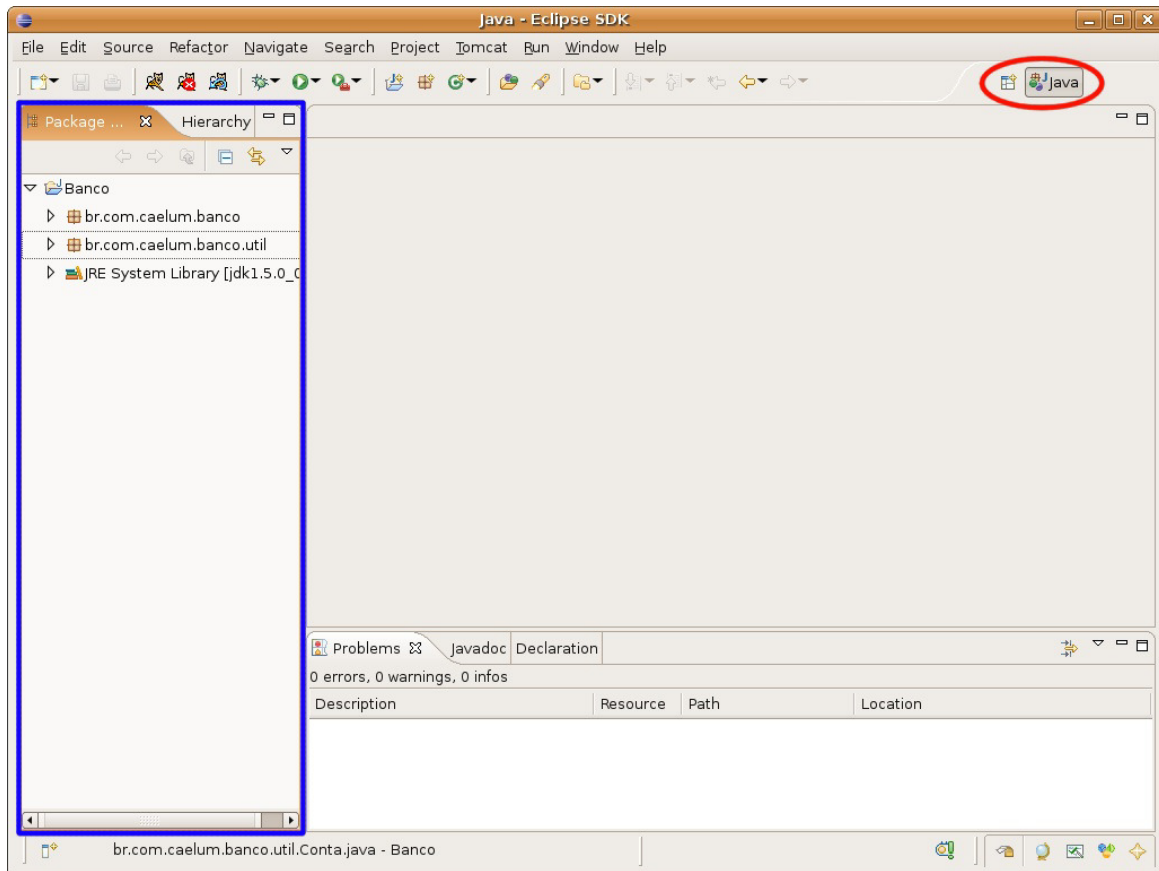 Java - Eclipse SDK
File Edit Source Refactor Navigate Search Project Tomcat Run Window Help
Java
Package ... Hierarchy
Banco
br.com.caelum.banco
br.com.caelum.banco.util
JRE System Library [jdk1.5.0_0
Problems Javadoc Declaration
0 errors, 0 warnings, 0 infos
Description Resource Path Location
br.com.caelum.banco.util.Conta.java - Banco